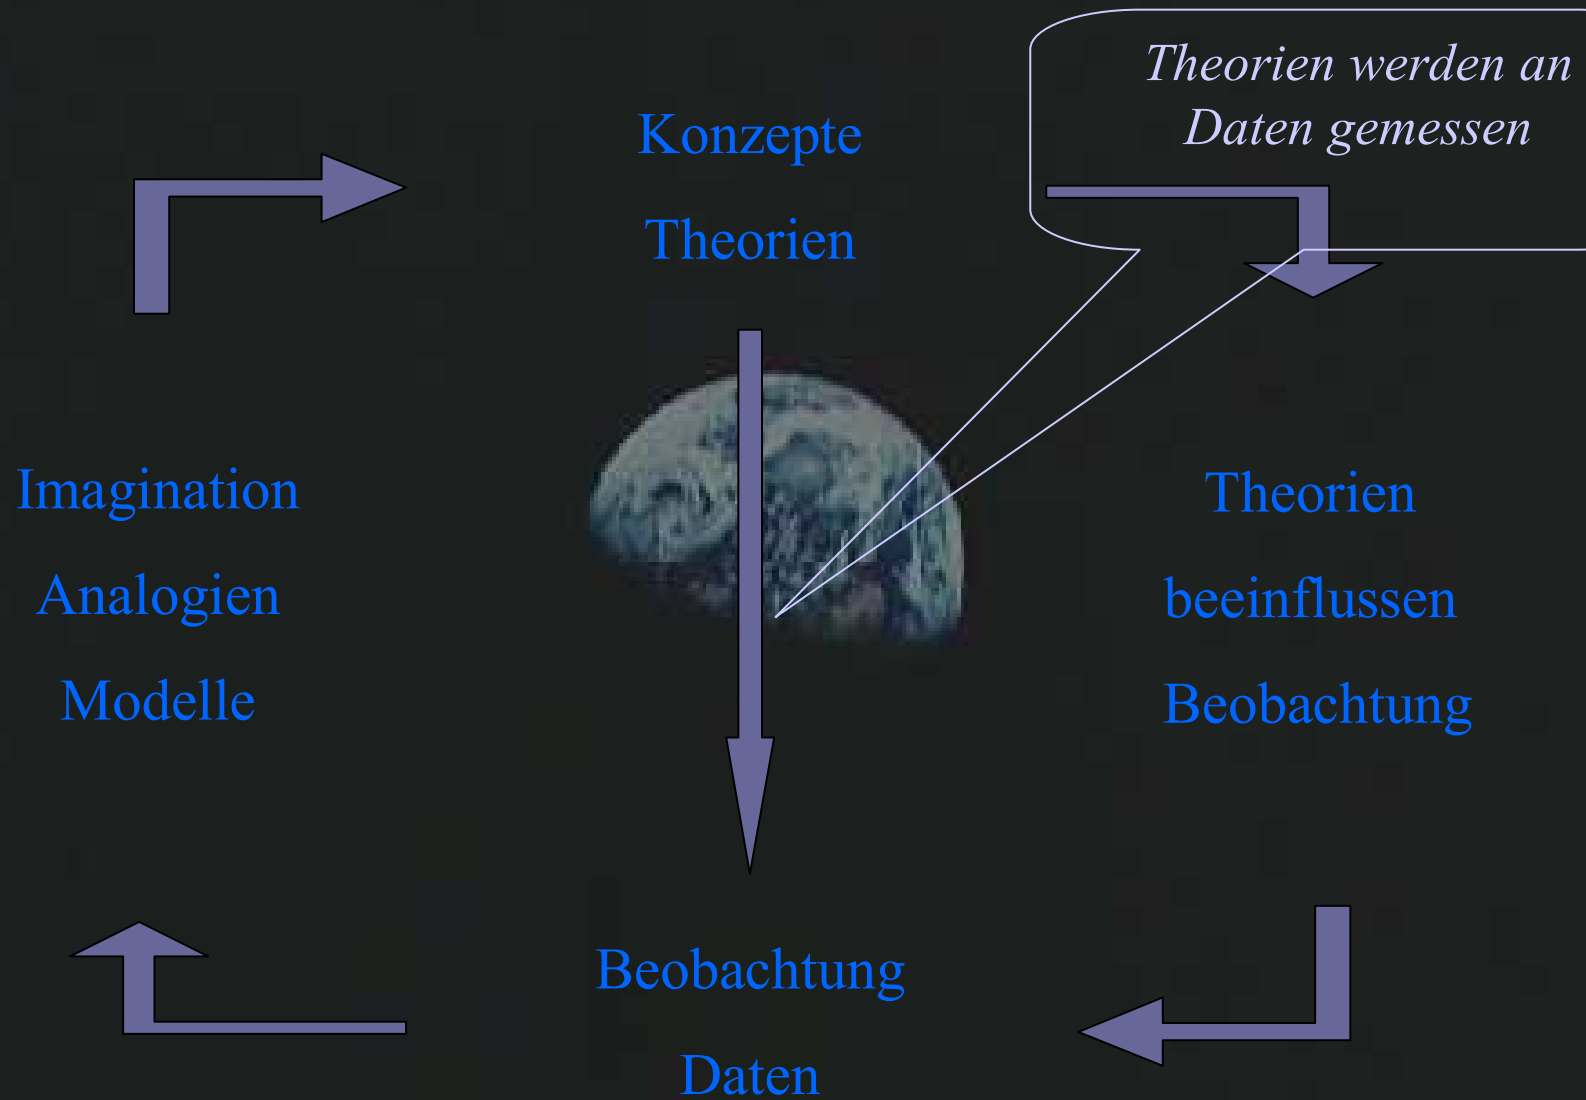 Theorien werden an
Daten gemessen
Konzepte
Theorien
Imagination
Analogien
Modelle
Theorien
beeinflussen
Beobachtung
Beobachtung
Daten